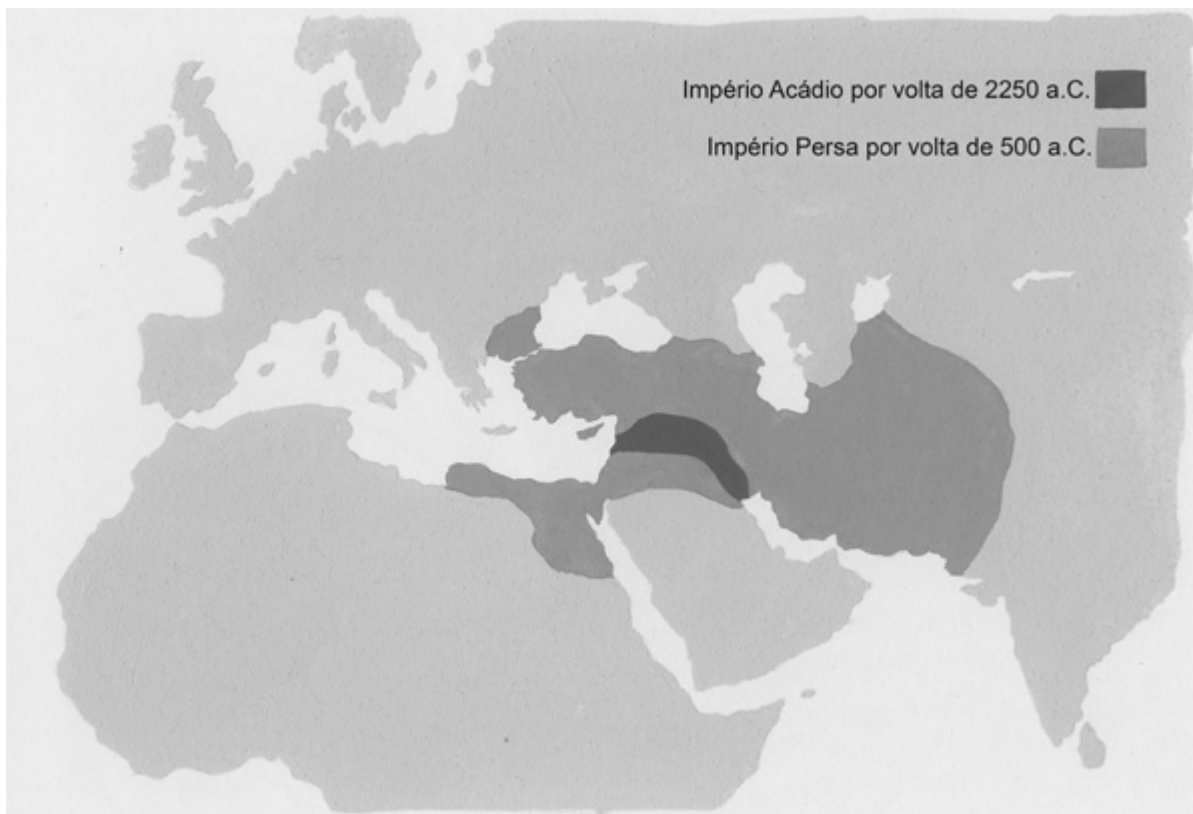 Império Acádio por volta de 2250 a.C.
Império Persa por volta de 500 a.C.